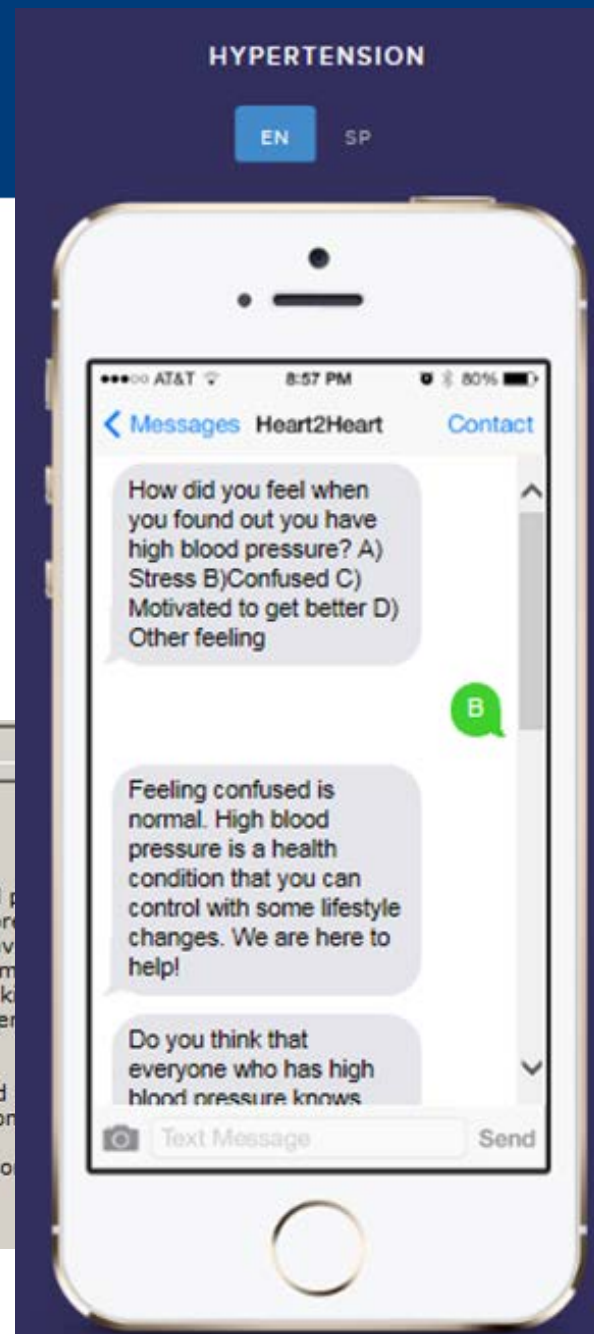 HYPERTENSION
EN SP
AT&T 8:57 PM 80%
Messages Heart2Heart Contact
How did you feel when
you found out you have
high blood pressure? A)
Stress B)Confused C)
Motivated to get better D)
Other feeling
B
Feeling confused is
normal. High blood
pressure is a health
condition that you can
control with some lifestyle
changes. We are here to
help!
Do you think that
everyone who has high
blood pressure knows
Text Message Send